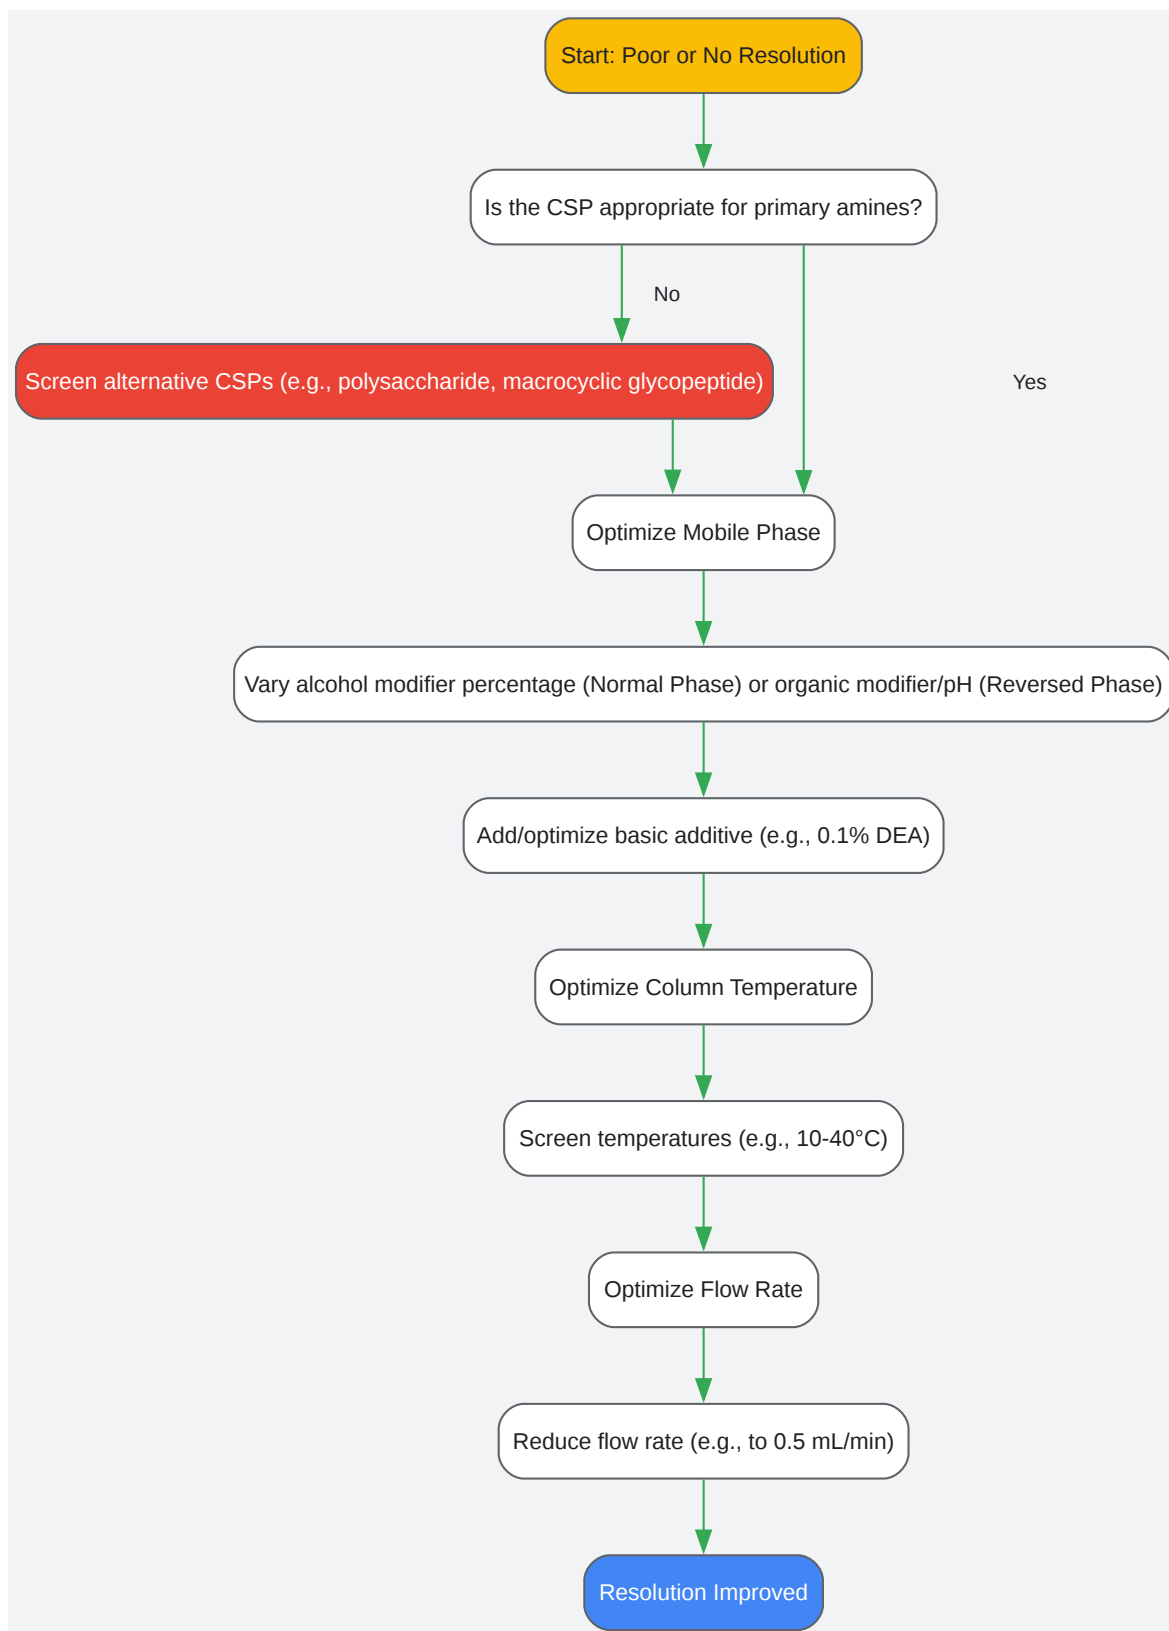 Start: Poor or No Resolution
Is the CSP appropriate for primary amines?
No
Screen alternative CSPs (e.g., polysaccharide, macrocyclic glycopeptide)
Yes
Optimize Mobile Phase
Vary alcohol modifier percentage (Normal Phase) or organic modifier/pH (Reversed Phase)
Add/optimize basic additive (e.g., 0.1% DEA)
Optimize Column Temperature
Screen temperatures (e.g., 10-40°C)
Optimize Flow Rate
Reduce flow rate (e.g., to 0.5 mL/min)
Resolution Improved